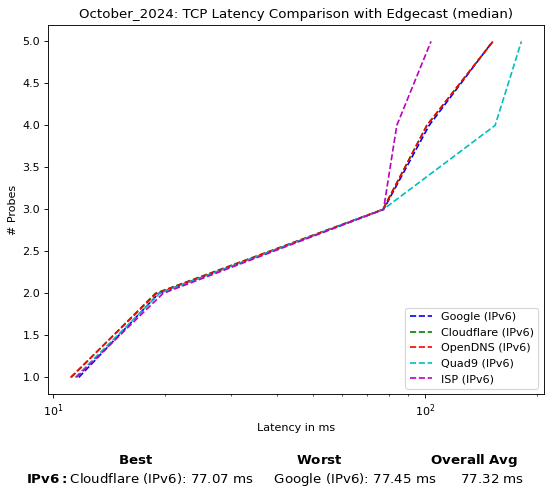 October_2024: TCP Latency Comparison with Edgecast (median)
5.0
4.5
4.0
3.5
3.0
2.5
2.0
1.5
1.0
# Probes
Google (IPv6)
Cloudflare (IPv6)
OpenDNS (IPv6)
Quad9 (IPv6)
ISP (IPv6)
10¹ 10²
Latency in ms
Best Worst Overall Avg
IPv6: Cloudflare (IPv6): 77.07 ms Google (IPv6): 77.45 ms 77.32 ms